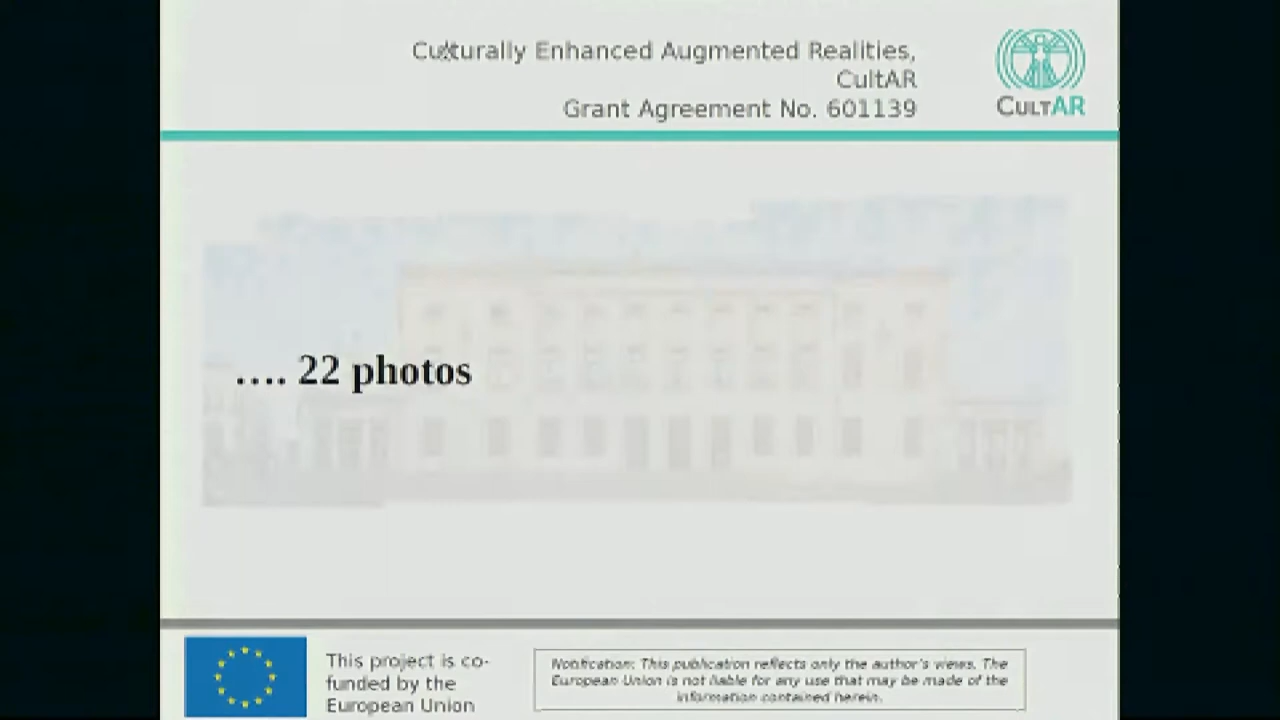 Culturally Enhanced Augmented Realities,
CultAR
Grant Agreement No. 601139
CULTAR
…. 22 photos
This project is co-
funded by the
European Union
Notification: This publication reflects only the author's views. The
European Union is not liable for any use that may be made of the
information contained herein.